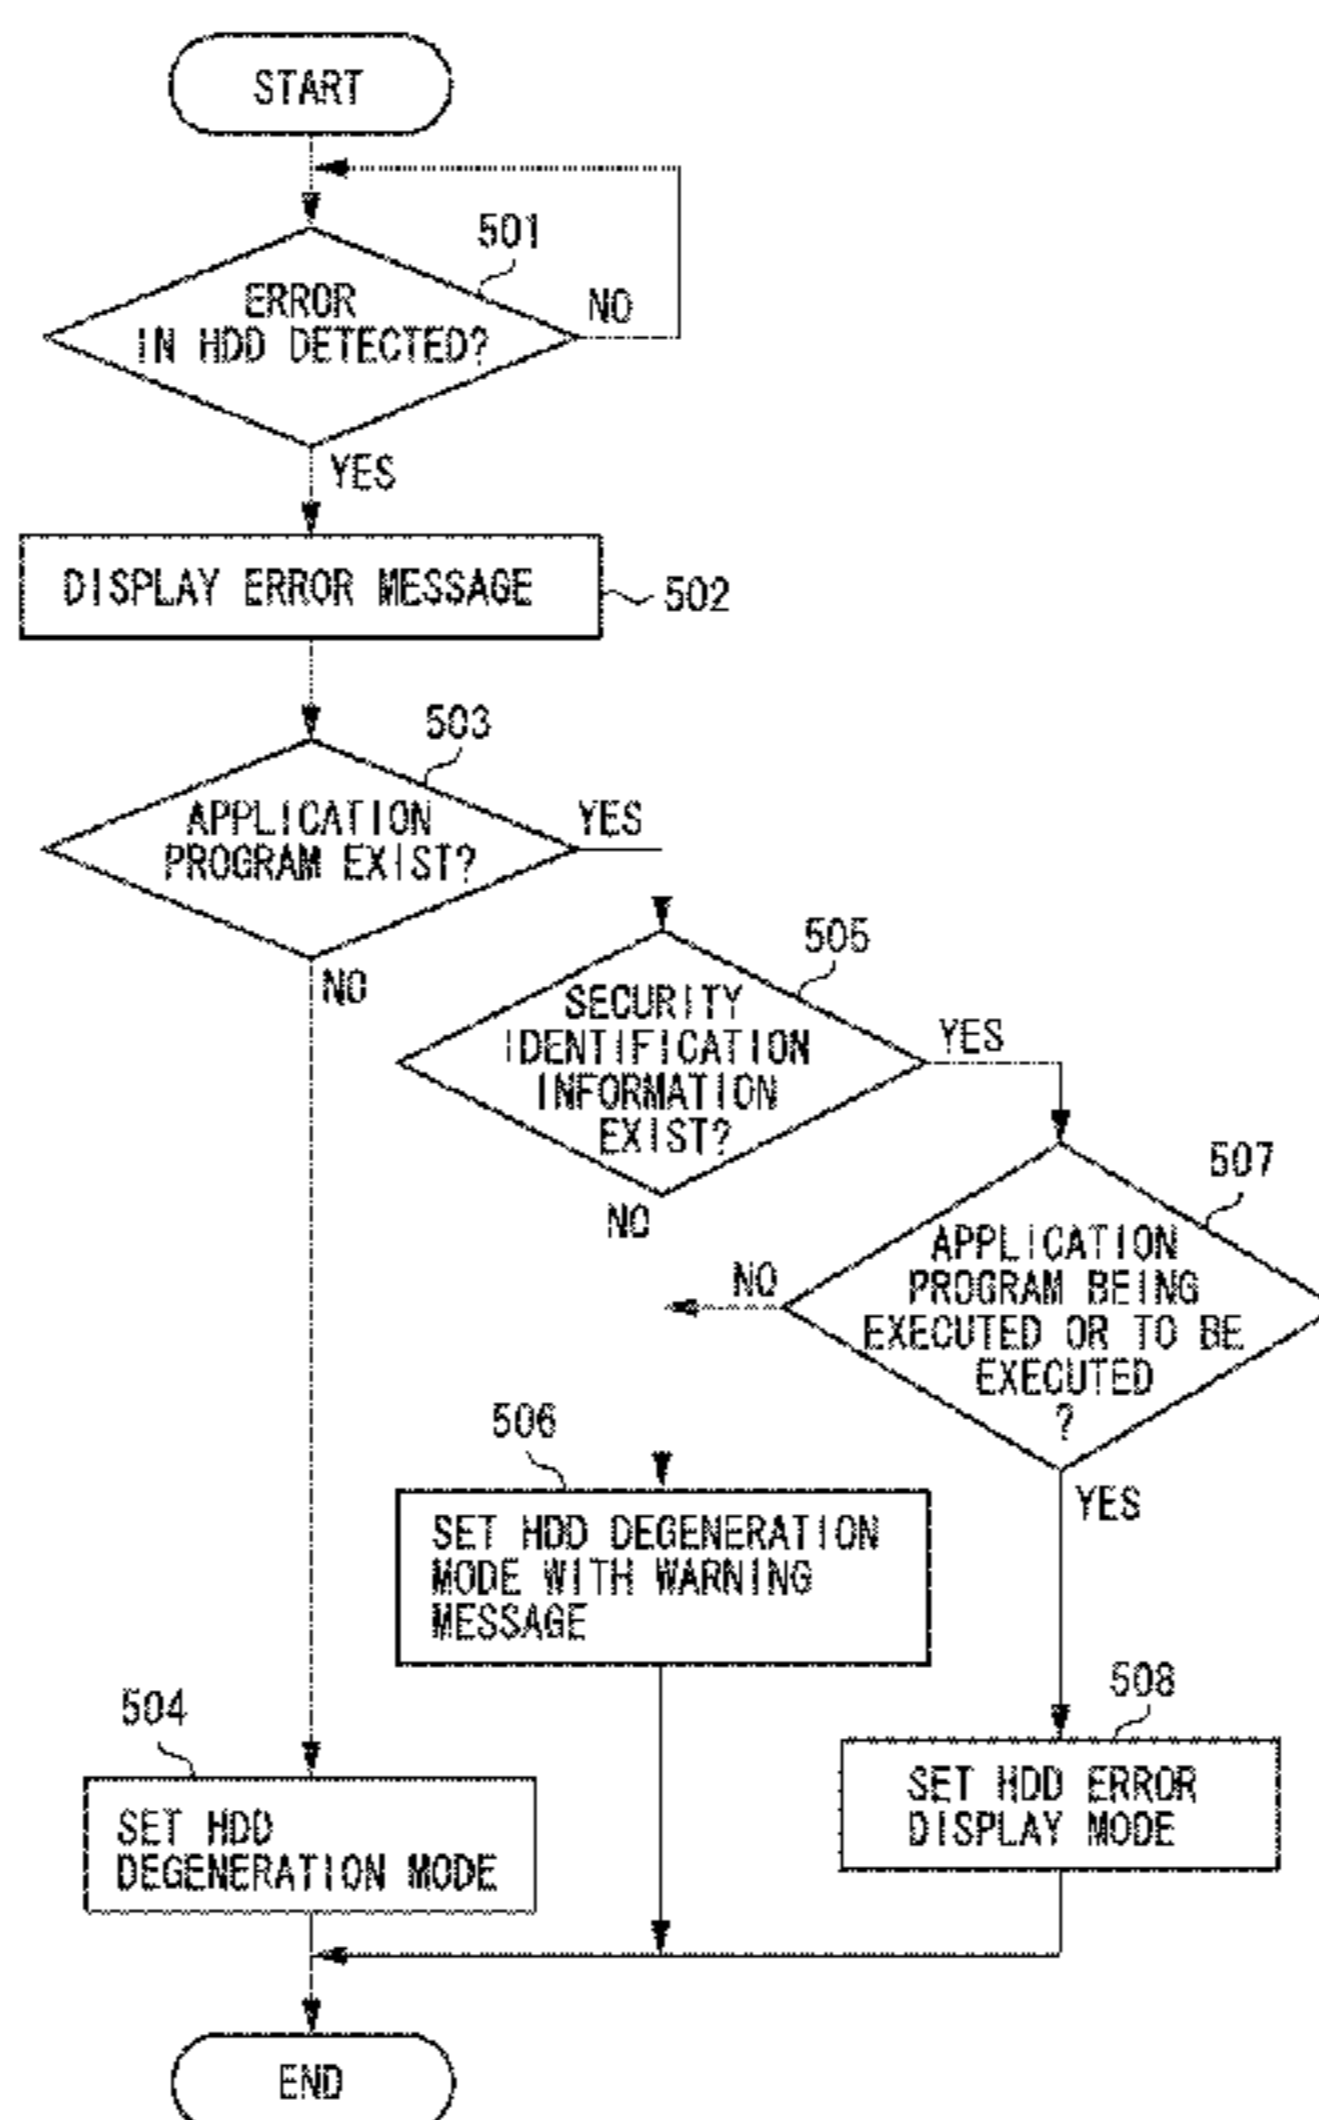 START
501
ERROR
IN HDD DETECTED?
NO
YES
DISPLAY ERROR MESSAGE
502
503
APPLICATION
PROGRAM EXIST?
YES
NO
505
SECURITY
IDENTIFICATION
INFORMATION
EXIST?
YES
NO
507
APPLICATION
PROGRAM BEING
EXECUTED OR TO BE
EXECUTED
?
NO
YES
506
SET HDD DEGENERATION
MODE WITH WARNING
MESSAGE
508
SET HDD ERROR
DISPLAY MODE
504
SET HDD
DEGENERATION MODE
END